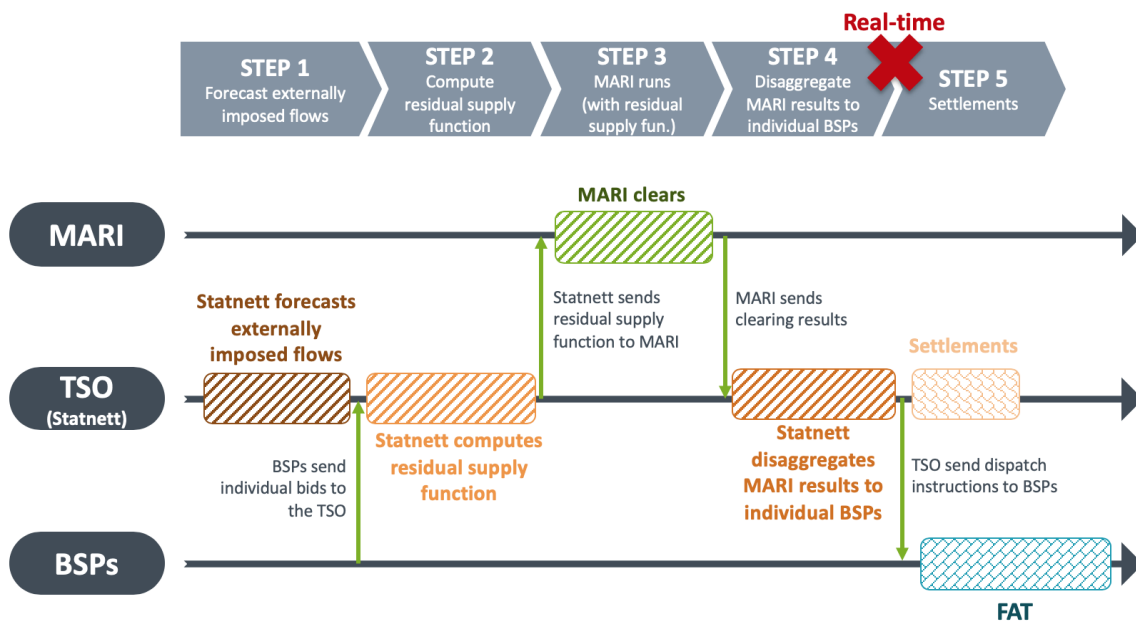 Real-time
STEP 1
Forecast externally
imposed flows
STEP 2
Compute
residual supply
function
STEP 3
MARI runs
(with residual
supply fun.)
STEP 4
Disaggregate
MARI results to
individual BSPs
STEP 5
Settlements
MARI
MARI clears
Statnett sends
residual supply
function to MARI
MARI sends
clearing results
Statnett forecasts
externally
imposed flows
Settlements
TSO
(Statnett)
Statnett computes
residual supply
function
Statnett
disaggregates
MARI results to
individual BSPs
BSPs send
individual bids to
the TSO
TSO send dispatch
instructions to BSPs
BSPs
FAT